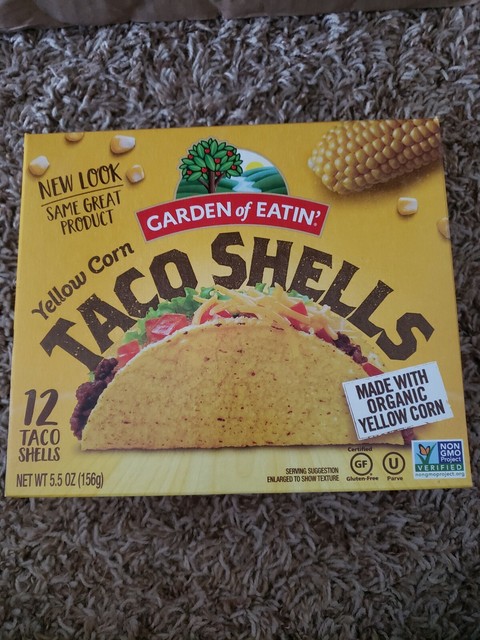 NEW LOOK
SAME GREAT
PRODUCT
GARDEN of EATIN'®
Yellow Corn
TACO SHELLS
12
TACO
SHELLS
NET WT 5.5 OZ (156g)
MADE WITH
ORGANIC
YELLOW CORN
SERVING SUGGESTION
ENLARGED TO SHOW TEXTURE
Certified
GF
Gluten-Free
U
Parve
NON
GMO
Project
VERIFIED
nongmoproject.org